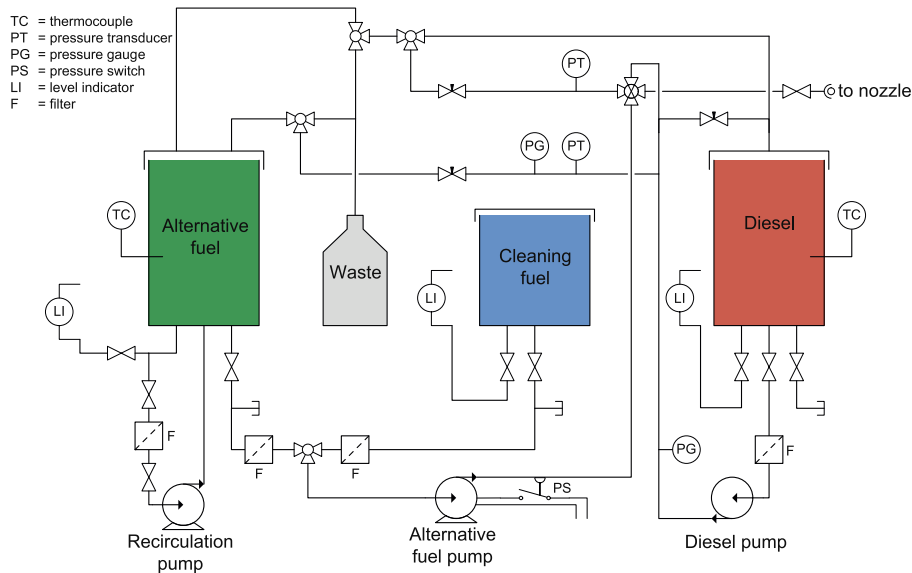 TC = thermocouple
PT = pressure transducer
PG = pressure gauge
PS = pressure switch
LI = level indicator
F = filter
PT
to nozzle
PG
PT
TC
Alternative
fuel
Waste
Cleaning
fuel
Diesel
TC
LI
LI
LI
F
F
F
PG
F
PS
Recirculation
pump
Alternative
fuel pump
Diesel pump